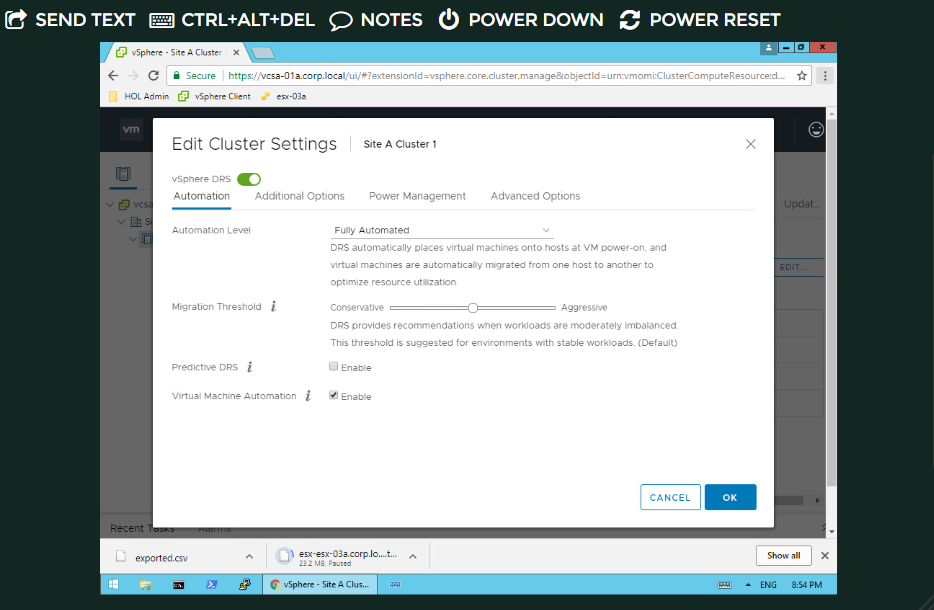 SEND TEXT CTRL+ALT+DEL NOTES POWER DOWN POWER RESET
vSphere - Site A Cluster
Secure https://vcsa-01a.corp.local/ui/#?extensionId=vsphere.core.cluster.manage&objectId=urn:vmomi:ClusterComputeResource:d...
HOL Admin vSphere Client esx-03a
vm
Edit Cluster Settings Site A Cluster 1
vSphere DRS
Automation Additional Options Power Management Advanced Options
vcsa
Updat...
Si
Automation Level Fully Automated
DRS automatically places virtual machines onto hosts at VM power-on, and
virtual machines are automatically migrated from one host to another to
optimize resource utilization.
EDIT...
Migration Threshold i Conservative Aggressive
DRS provides recommendations when workloads are moderately imbalanced.
This threshold is suggested for environments with stable workloads. (Default)
Predictive DRS i Enable
Virtual Machine Automation i Enable
CANCEL OK
Recent Tasks Alarms
exported.csv
esx-esx-03a.corp.lo....t...
23.2 MB, Paused
Show all
vSphere - Site A Clus...
ENG 8:54 PM